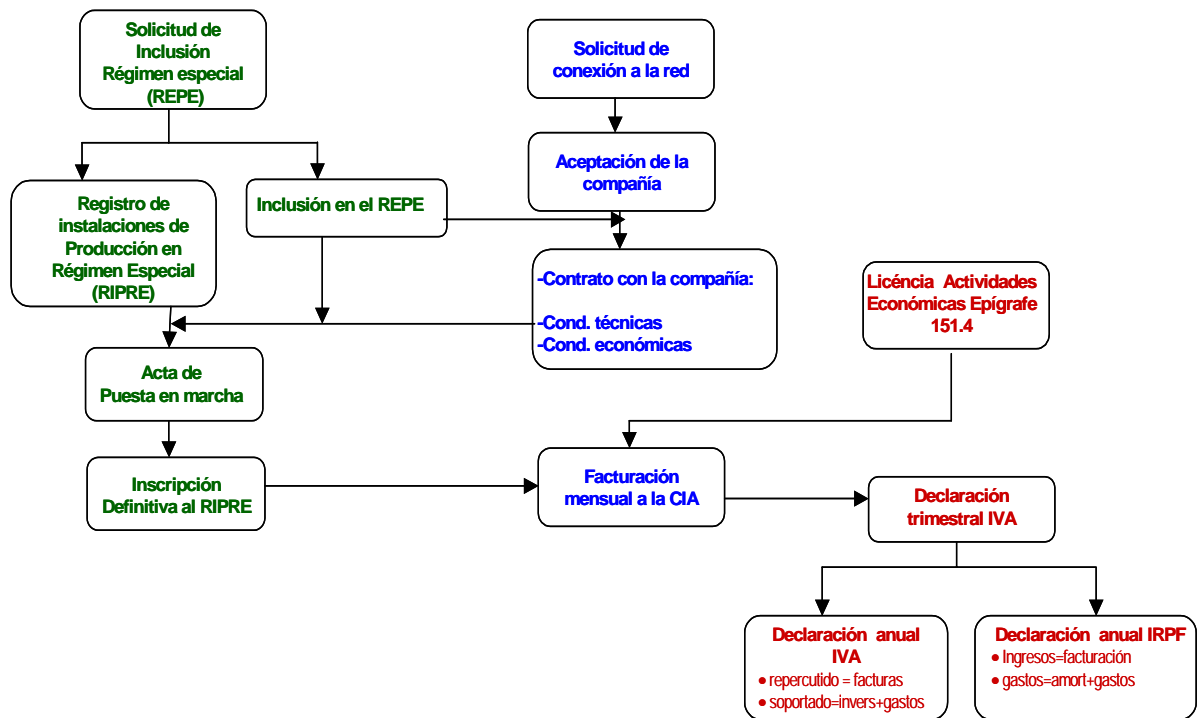 Solicitud de
Inclusión
Régimen especial
(REPE)
Solicitud de
conexión a la red
Aceptación de la
compañía
Registro de
instalaciones de
Producción en
Régimen Especial
(RIPRE)
Inclusión en el REPE
-Contrato con la compañía:
-Cond. técnicas
-Cond. económicas
Licéncia Actividades
Económicas Epígrafe
151.4
Acta de
Puesta en marcha
Inscripción
Definitiva al RIPRE
Facturación
mensual a la CIA
Declaración
trimestral IVA
Declaración anual
IVA
• repercutido = facturas
• soportado=invers+gastos
Declaración anual IRPF
• Ingresos=facturación
• gastos=amort+gastos